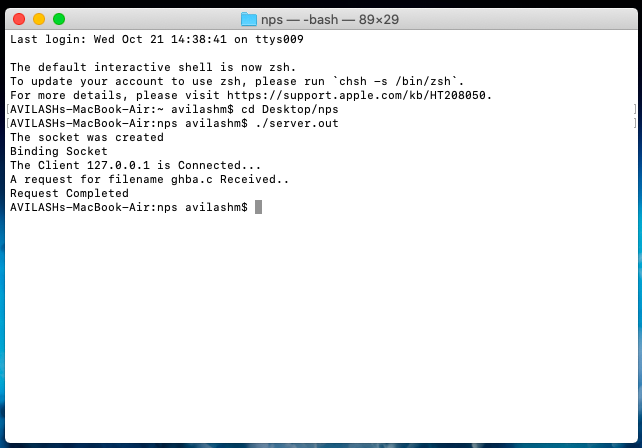 nps — -bash — 89×29
Last login: Wed Oct 21 14:38:41 on ttys009
The default interactive shell is now zsh.
To update your account to use zsh, please run `chsh -s /bin/zsh`.
For more details, please visit https://support.apple.com/kb/HT208050.
[AVILASHs-MacBook-Air:~ avilashm$ cd Desktop/nps ]
[AVILASHs-MacBook-Air:nps avilashm$ ./server.out ]
The socket was created
Binding Socket
The Client 127.0.0.1 is Connected...
A request for filename ghba.c Received..
Request Completed
AVILASHs-MacBook-Air:nps avilashm$